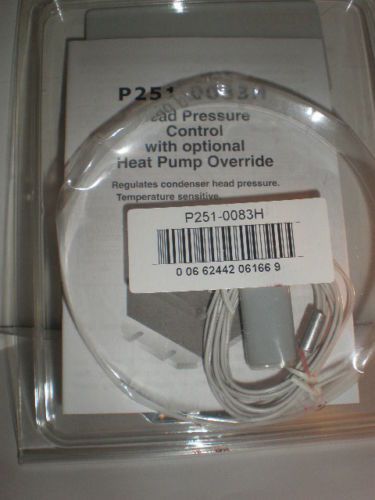 P251-0083H
Head Pressure
Control
with optional
Heat Pump Override
Regulates condenser head pressure.
Temperature sensitive.
P251-0083H
0 06 62442 06166 9